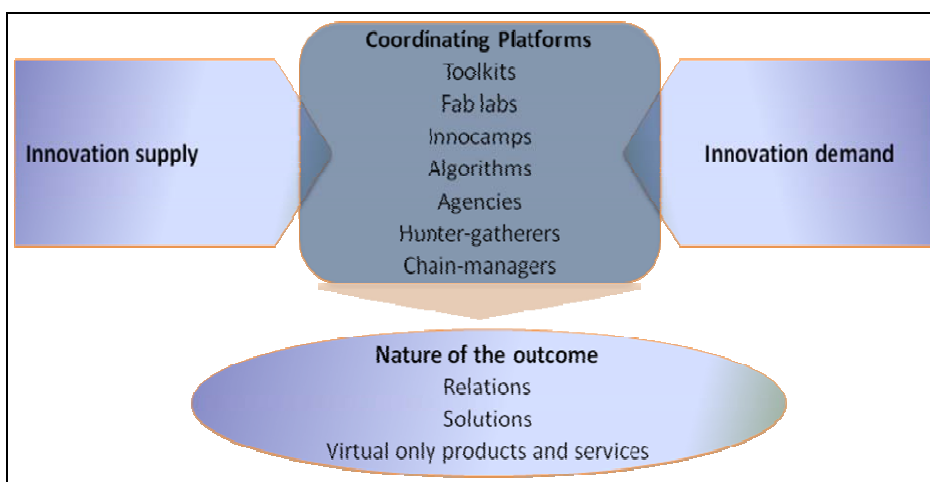 Coordinating Platforms
Toolkits
Fab labs
Innocamps
Algorithms
Agencies
Hunter-gatherers
Chain-managers
Innovation supply
Innovation demand
Nature of the outcome
Relations
Solutions
Virtual only products and services